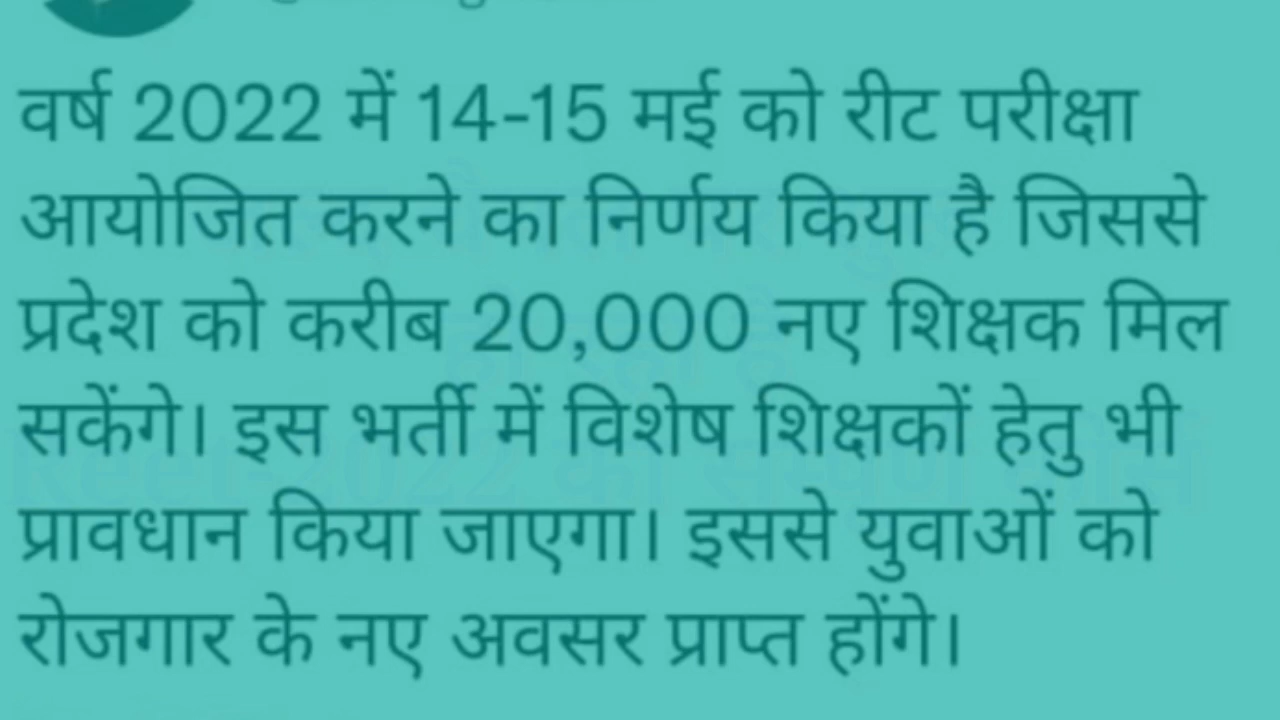 वर्ष 2022 में 14-15 मई को रीट परीक्षा
आयोजित करने का निर्णय किया है जिससे
प्रदेश को करीब 20,000 नए शिक्षक मिल
सकेंगे। इस भर्ती में विशेष शिक्षकों हेतु भी
प्रावधान किया जाएगा। इससे युवाओं को
रोजगार के नए अवसर प्राप्त होंगे।